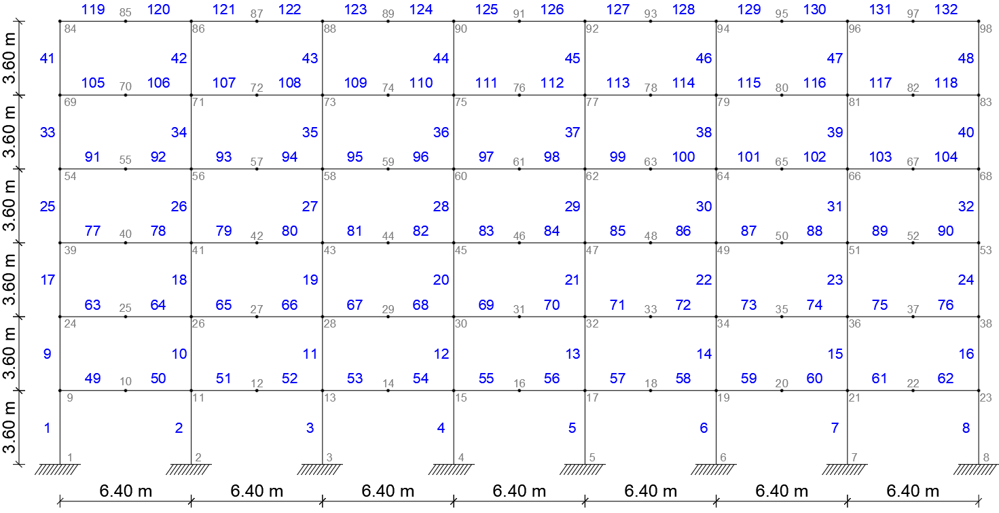 119 85 120 121 87 122 123 89 124 125 91 126 127 93 128 129 95 130 131 97 132
84 86 88 90 92 94 96 98
3.60 m 41 42 43 44 45 46 47 48
105 70 106 107 72 108 109 74 110 111 76 112 113 78 114 115 80 116 117 82 118
69 71 73 75 77 79 81 83
3.60 m 33 34 35 36 37 38 39 40
91 55 92 93 57 94 95 59 96 97 61 98 99 63 100 101 65 102 103 67 104
54 56 58 60 62 64 66 68
3.60 m 25 26 27 28 29 30 31 32
77 40 78 79 42 80 81 44 82 83 46 84 85 48 86 87 50 88 89 52 90
39 41 43 45 47 49 51 53
3.60 m 17 18 19 20 21 22 23 24
63 25 64 65 27 66 67 29 68 69 31 70 71 33 72 73 35 74 75 37 76
24 26 28 30 32 34 36 38
3.60 m 9 10 11 12 13 14 15 16
49 10 50 51 12 52 53 14 54 55 16 56 57 18 58 59 20 60 61 22 62
9 11 13 15 17 19 21 23
3.60 m 1 2 3 4 5 6 7 8
1 2 3 4 5 6 7 8
6.40 m 6.40 m 6.40 m 6.40 m 6.40 m 6.40 m 6.40 m